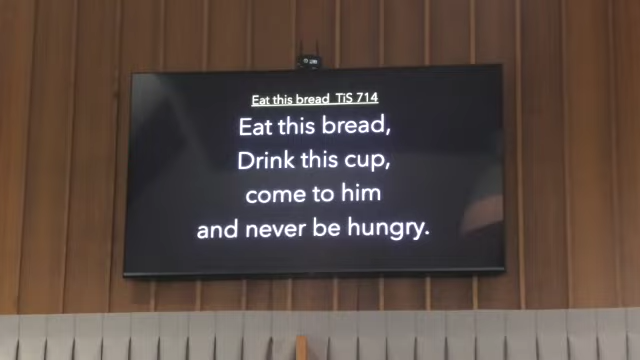 Eat this bread TiS 714
Eat this bread,
Drink this cup,
come to him
and never be hungry.